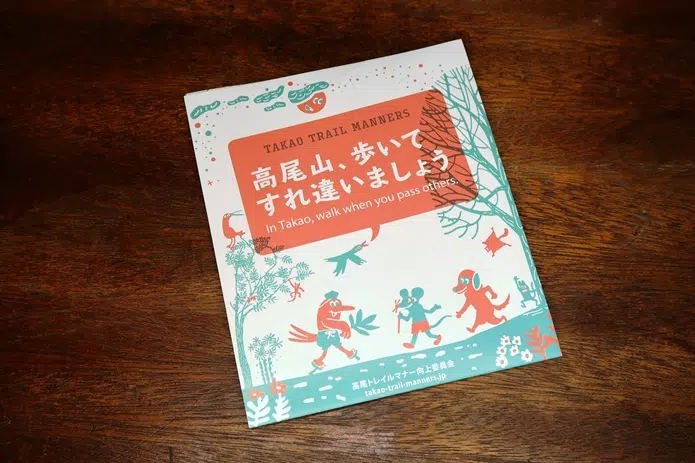 TAKAO TRAIL MANNERS
高尾山、歩いて
すれ違いましょう
In Takao, walk when you pass others.
高尾トレイルマナー向上委員会
takao-trail-manners.jp